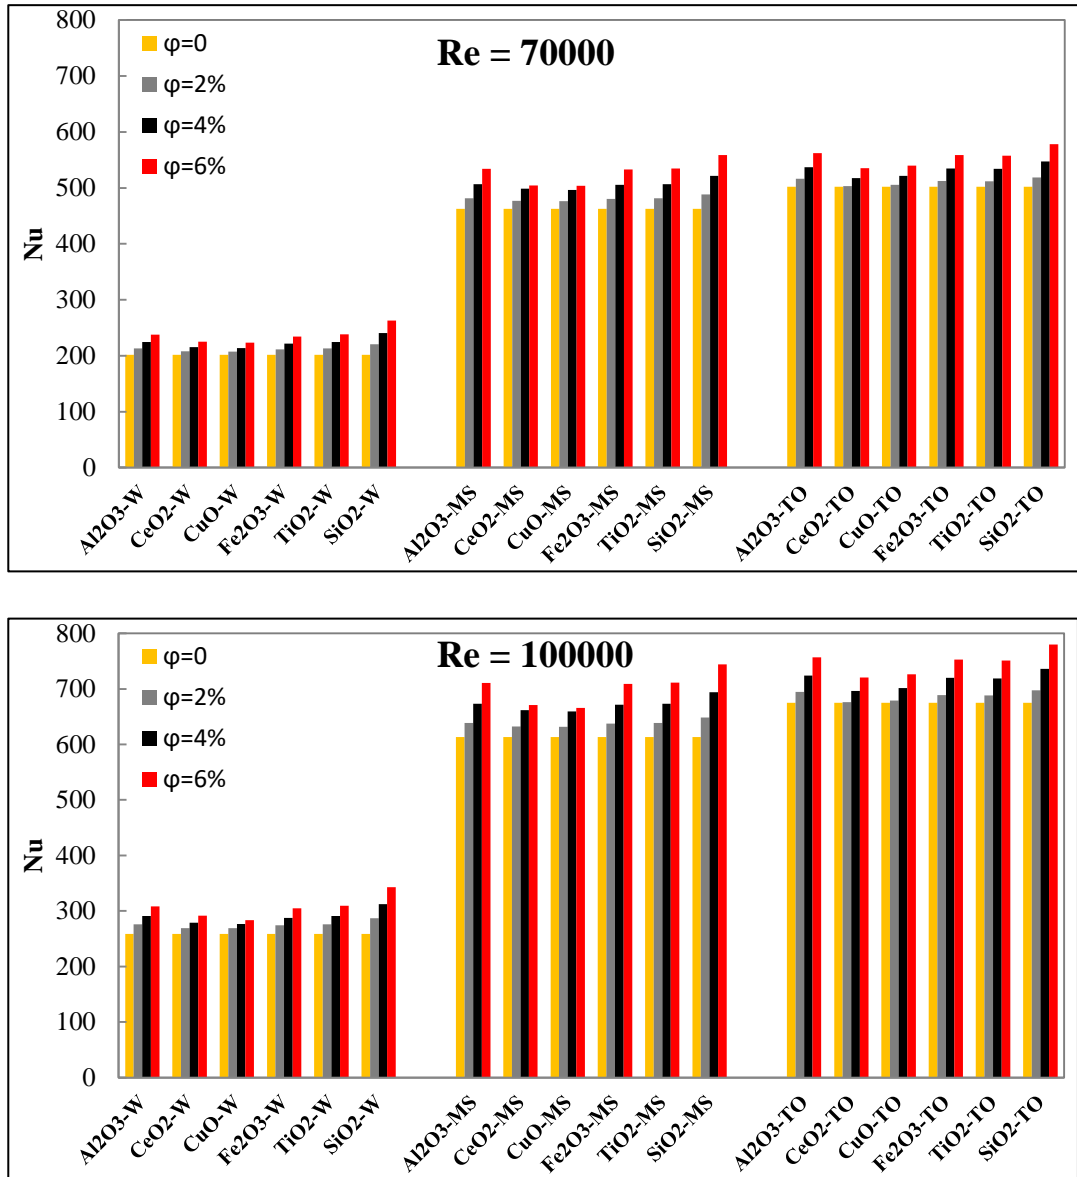 Re = 70000
φ=0
φ=2%
φ=4%
φ=6%
Nu
800
700
600
500
400
300
200
100
0
Al2O3-W
CeO2-W
CuO-W
Fe2O3-W
TiO2-W
SiO2-W
Al2O3-MS
CeO2-MS
CuO-MS
Fe2O3-MS
TiO2-MS
SiO2-MS
Al2O3-TO
CeO2-TO
CuO-TO
Fe2O3-TO
TiO2-TO
SiO2-TO
Re = 100000
φ=0
φ=2%
φ=4%
φ=6%
Nu
800
700
600
500
400
300
200
100
0
Al2O3-W
CeO2-W
CuO-W
Fe2O3-W
TiO2-W
SiO2-W
Al2O3-MS
CeO2-MS
CuO-MS
Fe2O3-MS
TiO2-MS
SiO2-MS
Al2O3-TO
CeO2-TO
CuO-TO
Fe2O3-TO
TiO2-TO
SiO2-TO